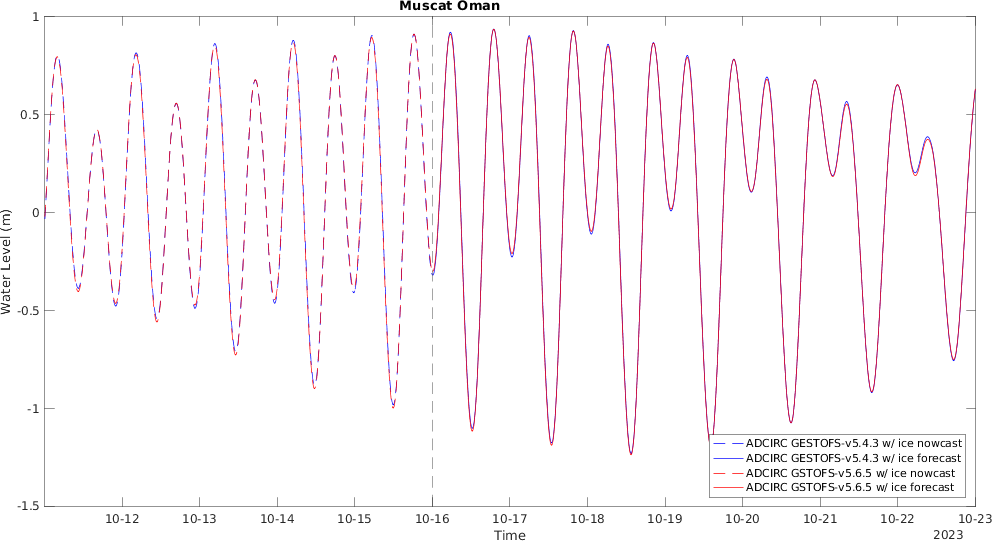 Muscat Oman
1
0.5
0
-0.5
-1
-1.5
Water Level (m)
ADCIRC GESTOFS-v5.4.3 w/ ice nowcast
ADCIRC GESTOFS-v5.4.3 w/ ice forecast
ADCIRC GSTOFS-v5.6.5 w/ ice nowcast
ADCIRC GSTOFS-v5.6.5 w/ ice forecast
10-12 10-13 10-14 10-15 10-16 10-17 10-18 10-19 10-20 10-21 10-22 10-23
Time
2023